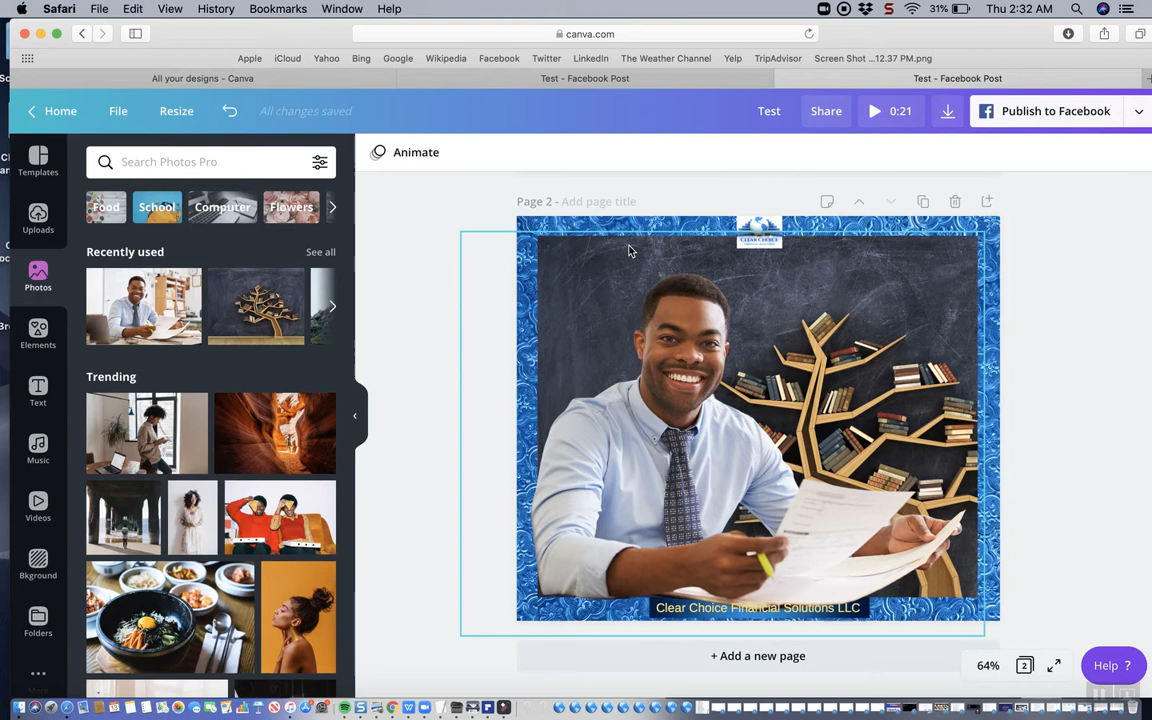 Safari File Edit View History Bookmarks Window Help 31% Thu 2:32 AM
canva.com
Apple iCloud Yahoo Bing Google Wikipedia Facebook Twitter LinkedIn The Weather Channel Yelp TripAdvisor Screen Shot ...12.37 PM.png
All your designs - Canva Test - Facebook Post Test - Facebook Post
Home File Resize All changes saved Test Share 0:21 Publish to Facebook
Templates
Uploads
Photos
Elements
Text
Music
Videos
Bkground
Folders
Search Photos Pro
Food School Computer Flowers
Recently used See all
Trending
Animate
Page 2 - Add page title
CLEAR CHOICE
Clear Choice Financial Solutions LLC
+ Add a new page
64% 2 Help ?